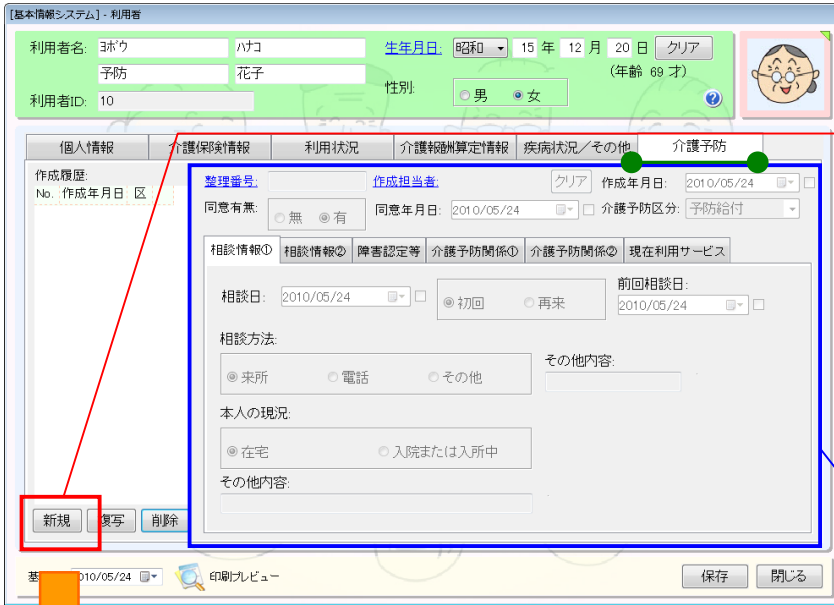 [基本情報システム] - 利用者
利用者名: ﾖﾎﾞｳ ﾊﾅｺ 生年月日: 昭和 15 年 12 月 20 日 クリア
予防 花子 (年齢 69 才)
性別: 男 女
利用者ID: 10
個人情報 介護保険情報 利用状況 介護報酬算定情報 疾病状況／その他 介護予防
作成履歴:
No. 作成年月日 区
整理番号: 作成担当者: クリア 作成年月日: 2010/05/24
同意有無: 無 有 同意年月日: 2010/05/24 介護予防区分: 予防給付
相談情報① 相談情報② 障害認定等 介護予防関係① 介護予防関係② 現在利用サービス
相談日: 2010/05/24 初回 再来 前回相談日:
2010/05/24
相談方法:
来所 電話 その他 その他内容:
本人の現況:
在宅 入院または入所中
その他内容:
新規 復写 削除
基 010/05/24 印刷プレビュー 保存 閉じる